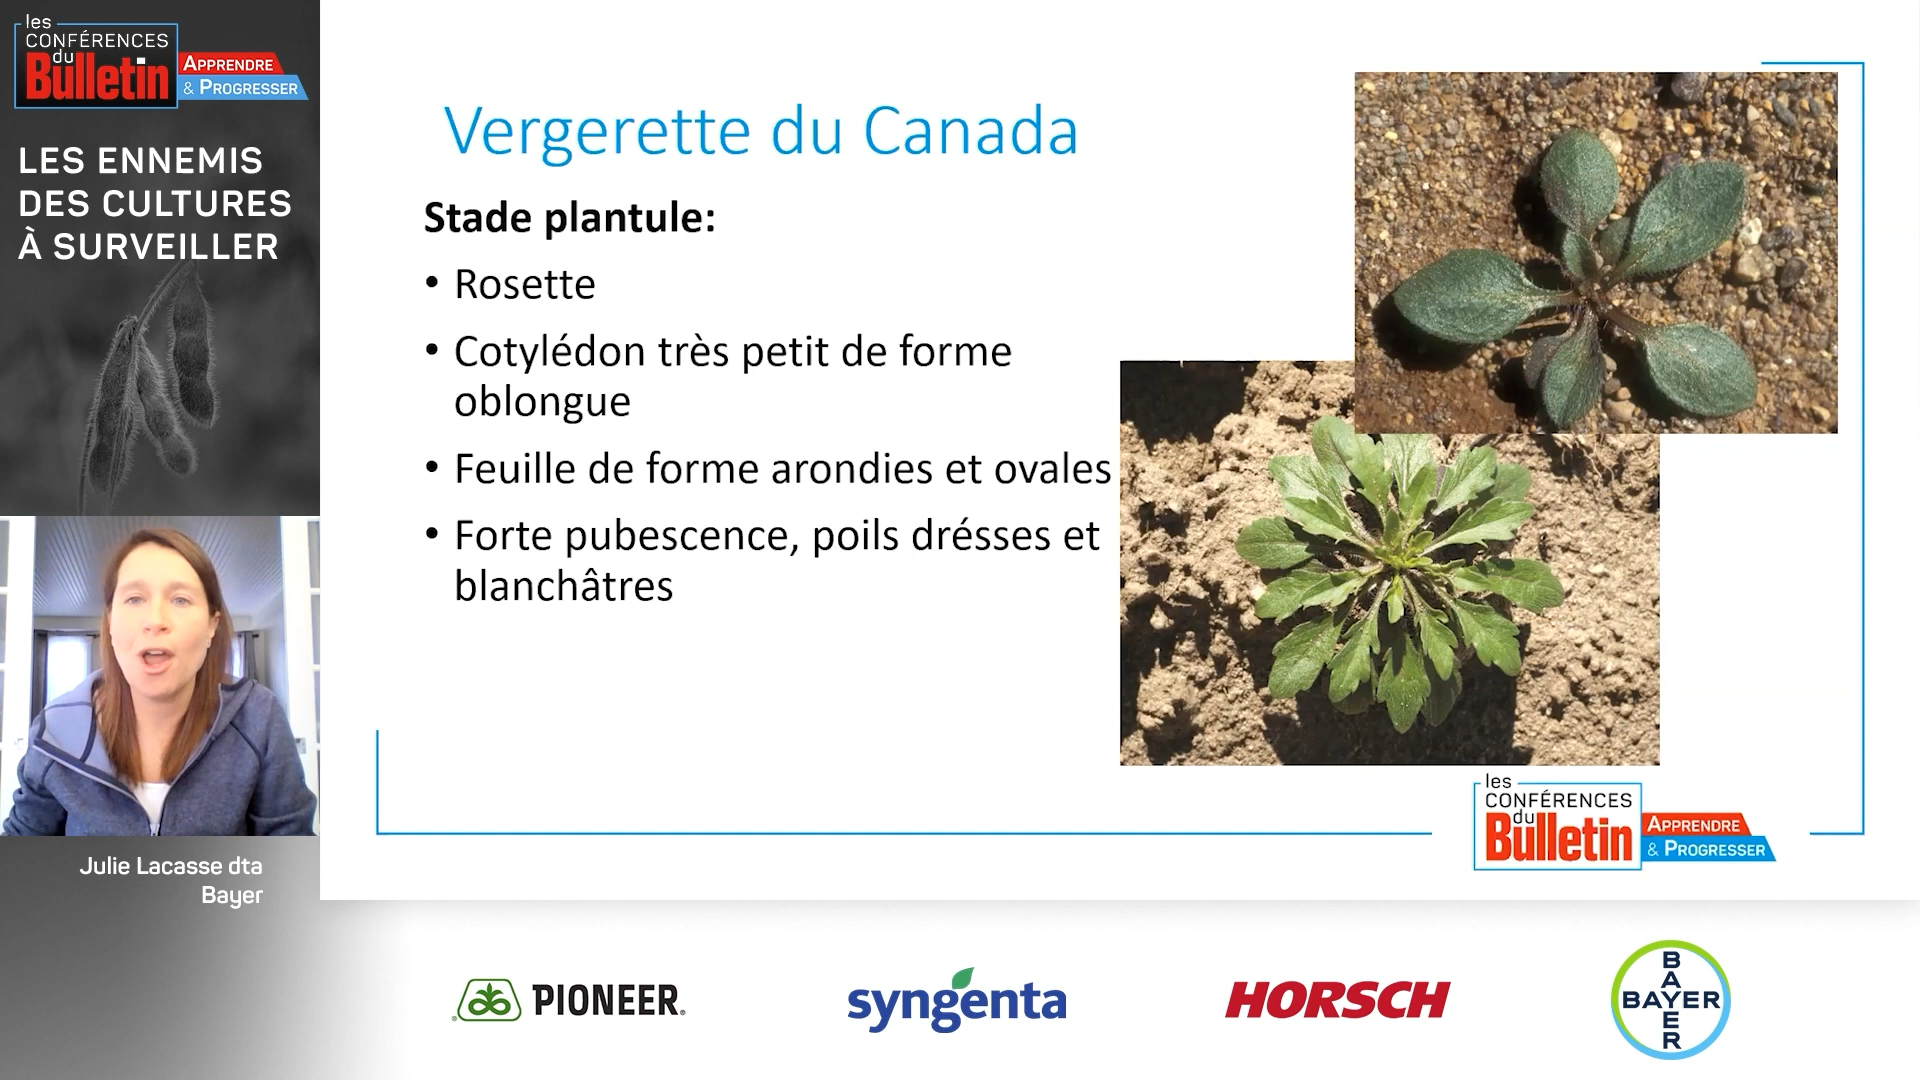 les
CONFÉRENCES
du
Bulletin
APPRENDRE
& PROGRESSER
LES ENNEMIS
DES CULTURES
À SURVEILLER
Julie Lacasse dta
Bayer
Vergerette du Canada
Stade plantule:
• Rosette
• Cotylédon très petit de forme
oblongue
• Feuille de forme arondies et ovales
• Forte pubescence, poils drésses et
blanchâtres
les
CONFÉRENCES
du
Bulletin
APPRENDRE
& PROGRESSER
PIONEER
syngenta
HORSCH
BAYER
BAYER